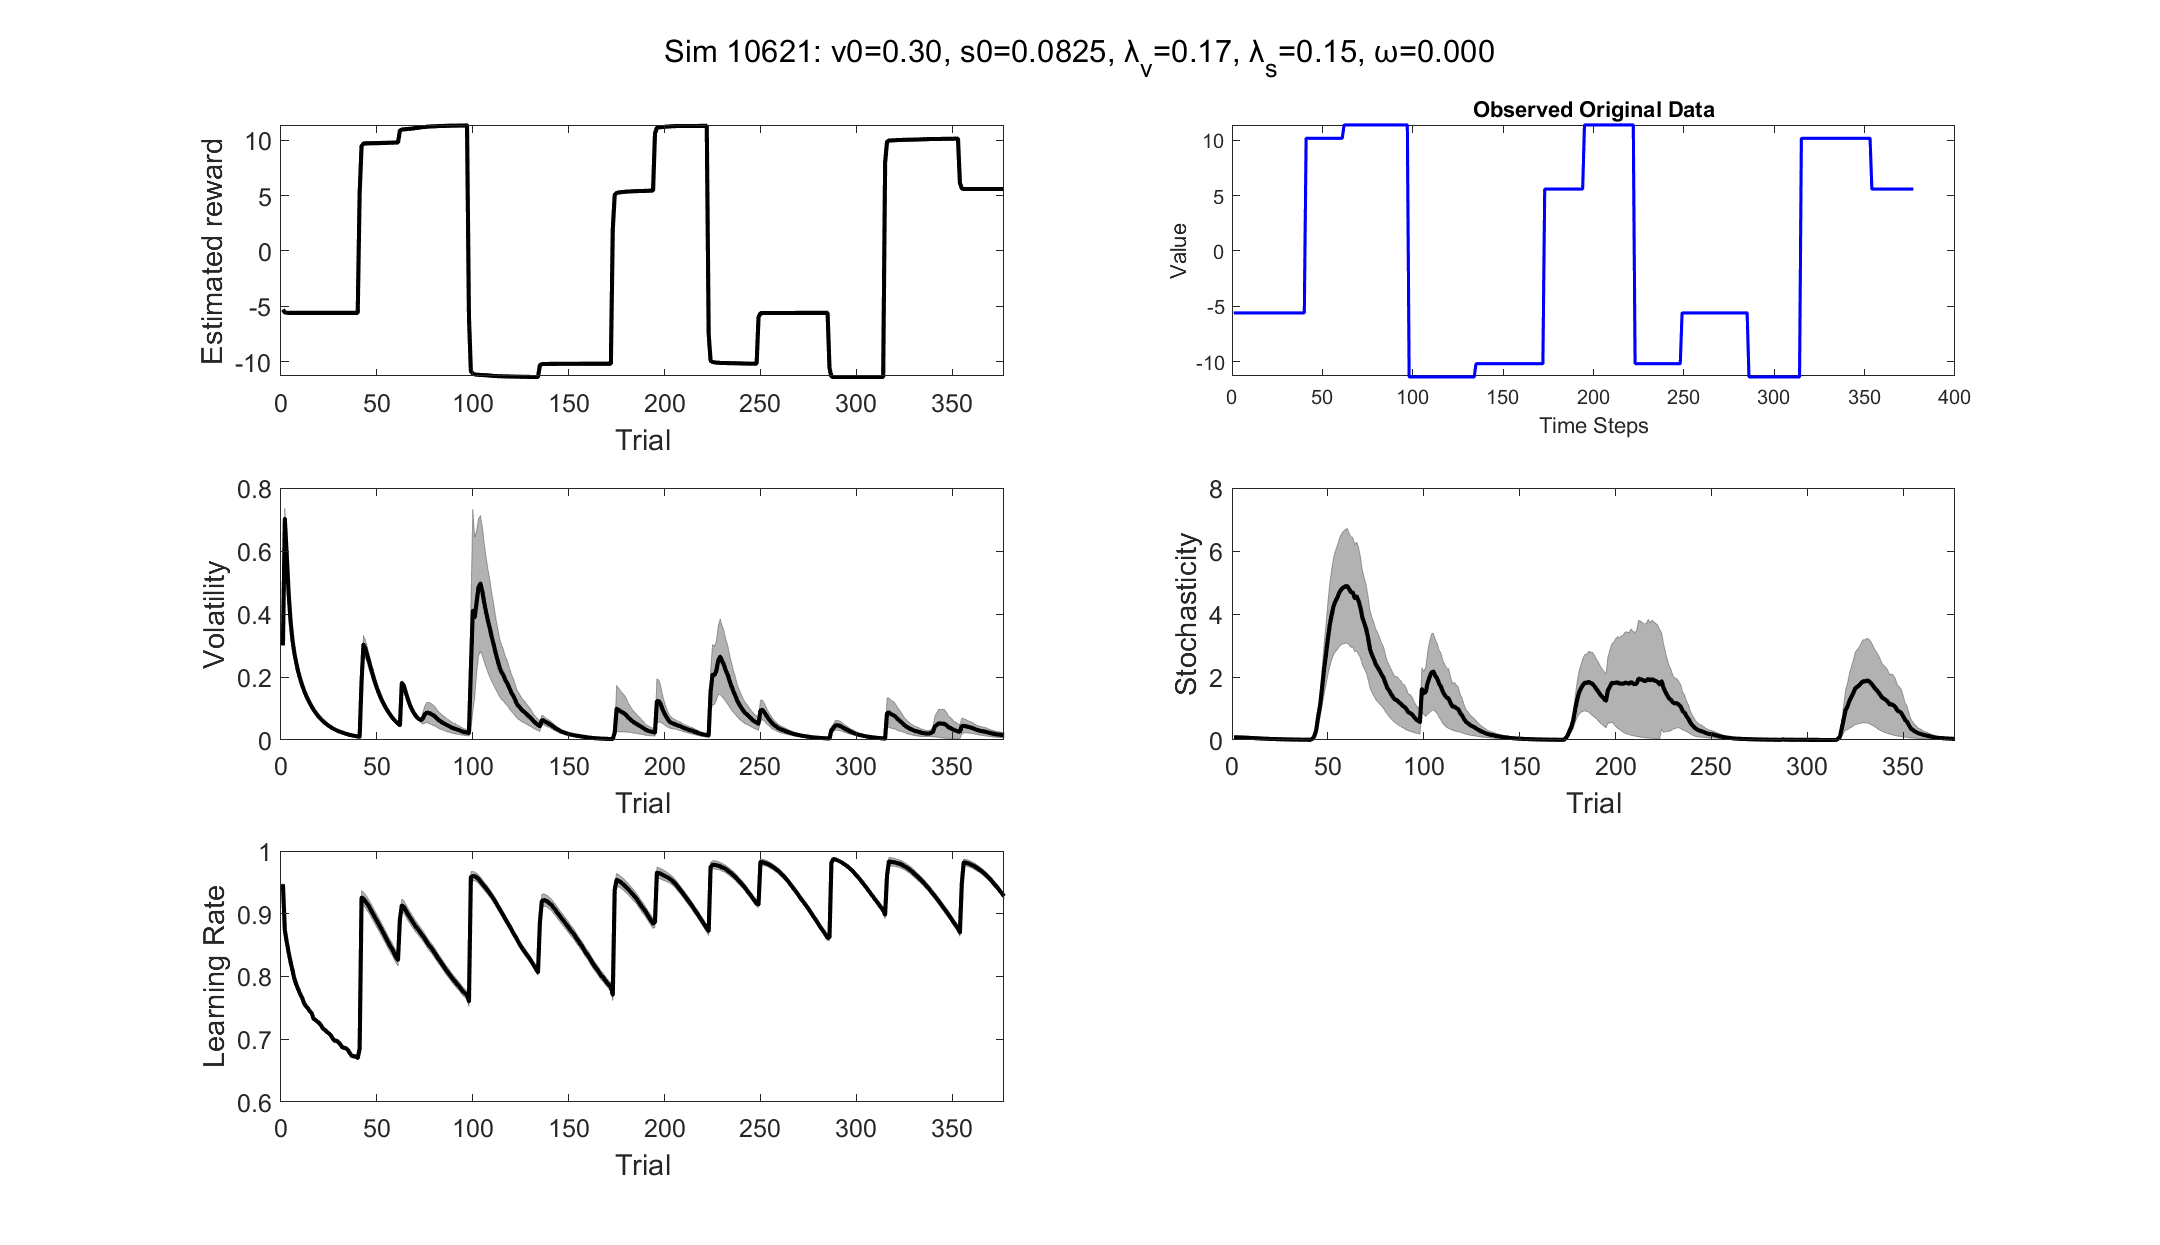 Sim 10621: v0=0.30, s0=0.0825, λ_v=0.17, λ_s=0.15, ω=0.000
Estimated reward
10
5
0
-5
-10
0 50 100 150 200 250 300 350
Trial
Observed Original Data
Value
10
5
0
-5
-10
0 50 100 150 200 250 300 350 400
Time Steps
Volatility
0.8
0.6
0.4
0.2
0
0 50 100 150 200 250 300 350
Trial
Stochasticity
8
6
4
2
0
0 50 100 150 200 250 300 350
Trial
Learning Rate
1
0.9
0.8
0.7
0.6
0 50 100 150 200 250 300 350
Trial